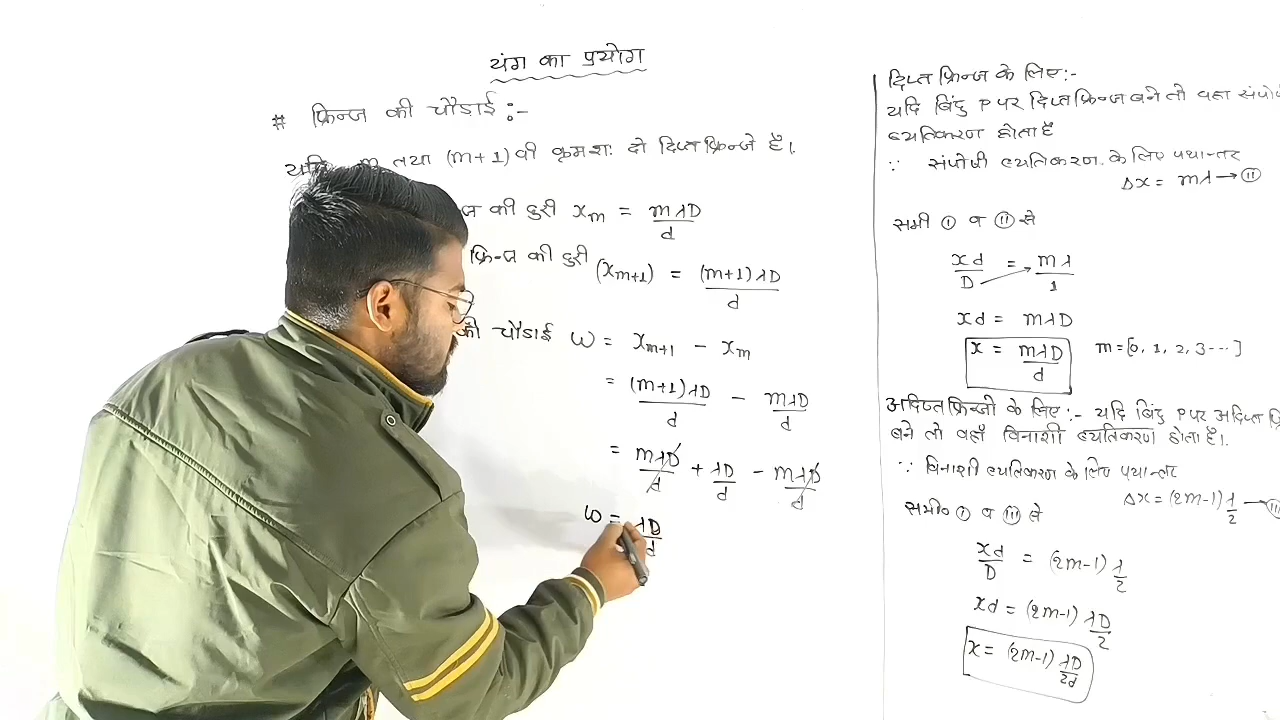 यंग का प्रयोग
# फ्रिन्ज की चौडाई :-
यदि m तथा (m+1) वी क्रमशः दो दिप्त फ्रिन्जे है।
की दुरी xₘ = mλD/d
फ्रिन्ज की दुरी (xₘ₊₁) = (m+1)λD/d
की चौडाई ω = xₘ₊₁ - xₘ
= (m+1)λD/d - mλD/d
= mλD/d + λD/d - mλD/d
ω = λD/d
दिप्त फ्रिन्ज के लिए:-
यदि बिंदु P पर दिप्त फ्रिन्ज बने तो वहा संपोषी
व्यतिकरण होता है
∵ संपोषी व्यतिकरण के लिए पथान्तर
Δx = mλ → II
समी I व II से
xd/D = mλ/1
xd = mλD
x = mλD/d m = [0, 1, 2, 3---]
अदिप्त फ्रिन्जो के लिए:- यदि बिंदु P पर अदिप्त
बने तो वहाँ विनाशी व्यतिकरण होता है।
∵ विनाशी व्यतिकरण के लिए पथान्तर
Δx = (2m-1) λ/2 → III
समी० I व III से
xd/D = (2m-1) λ/2
xd = (2m-1) λD/2
x = (2m-1) λD/2d